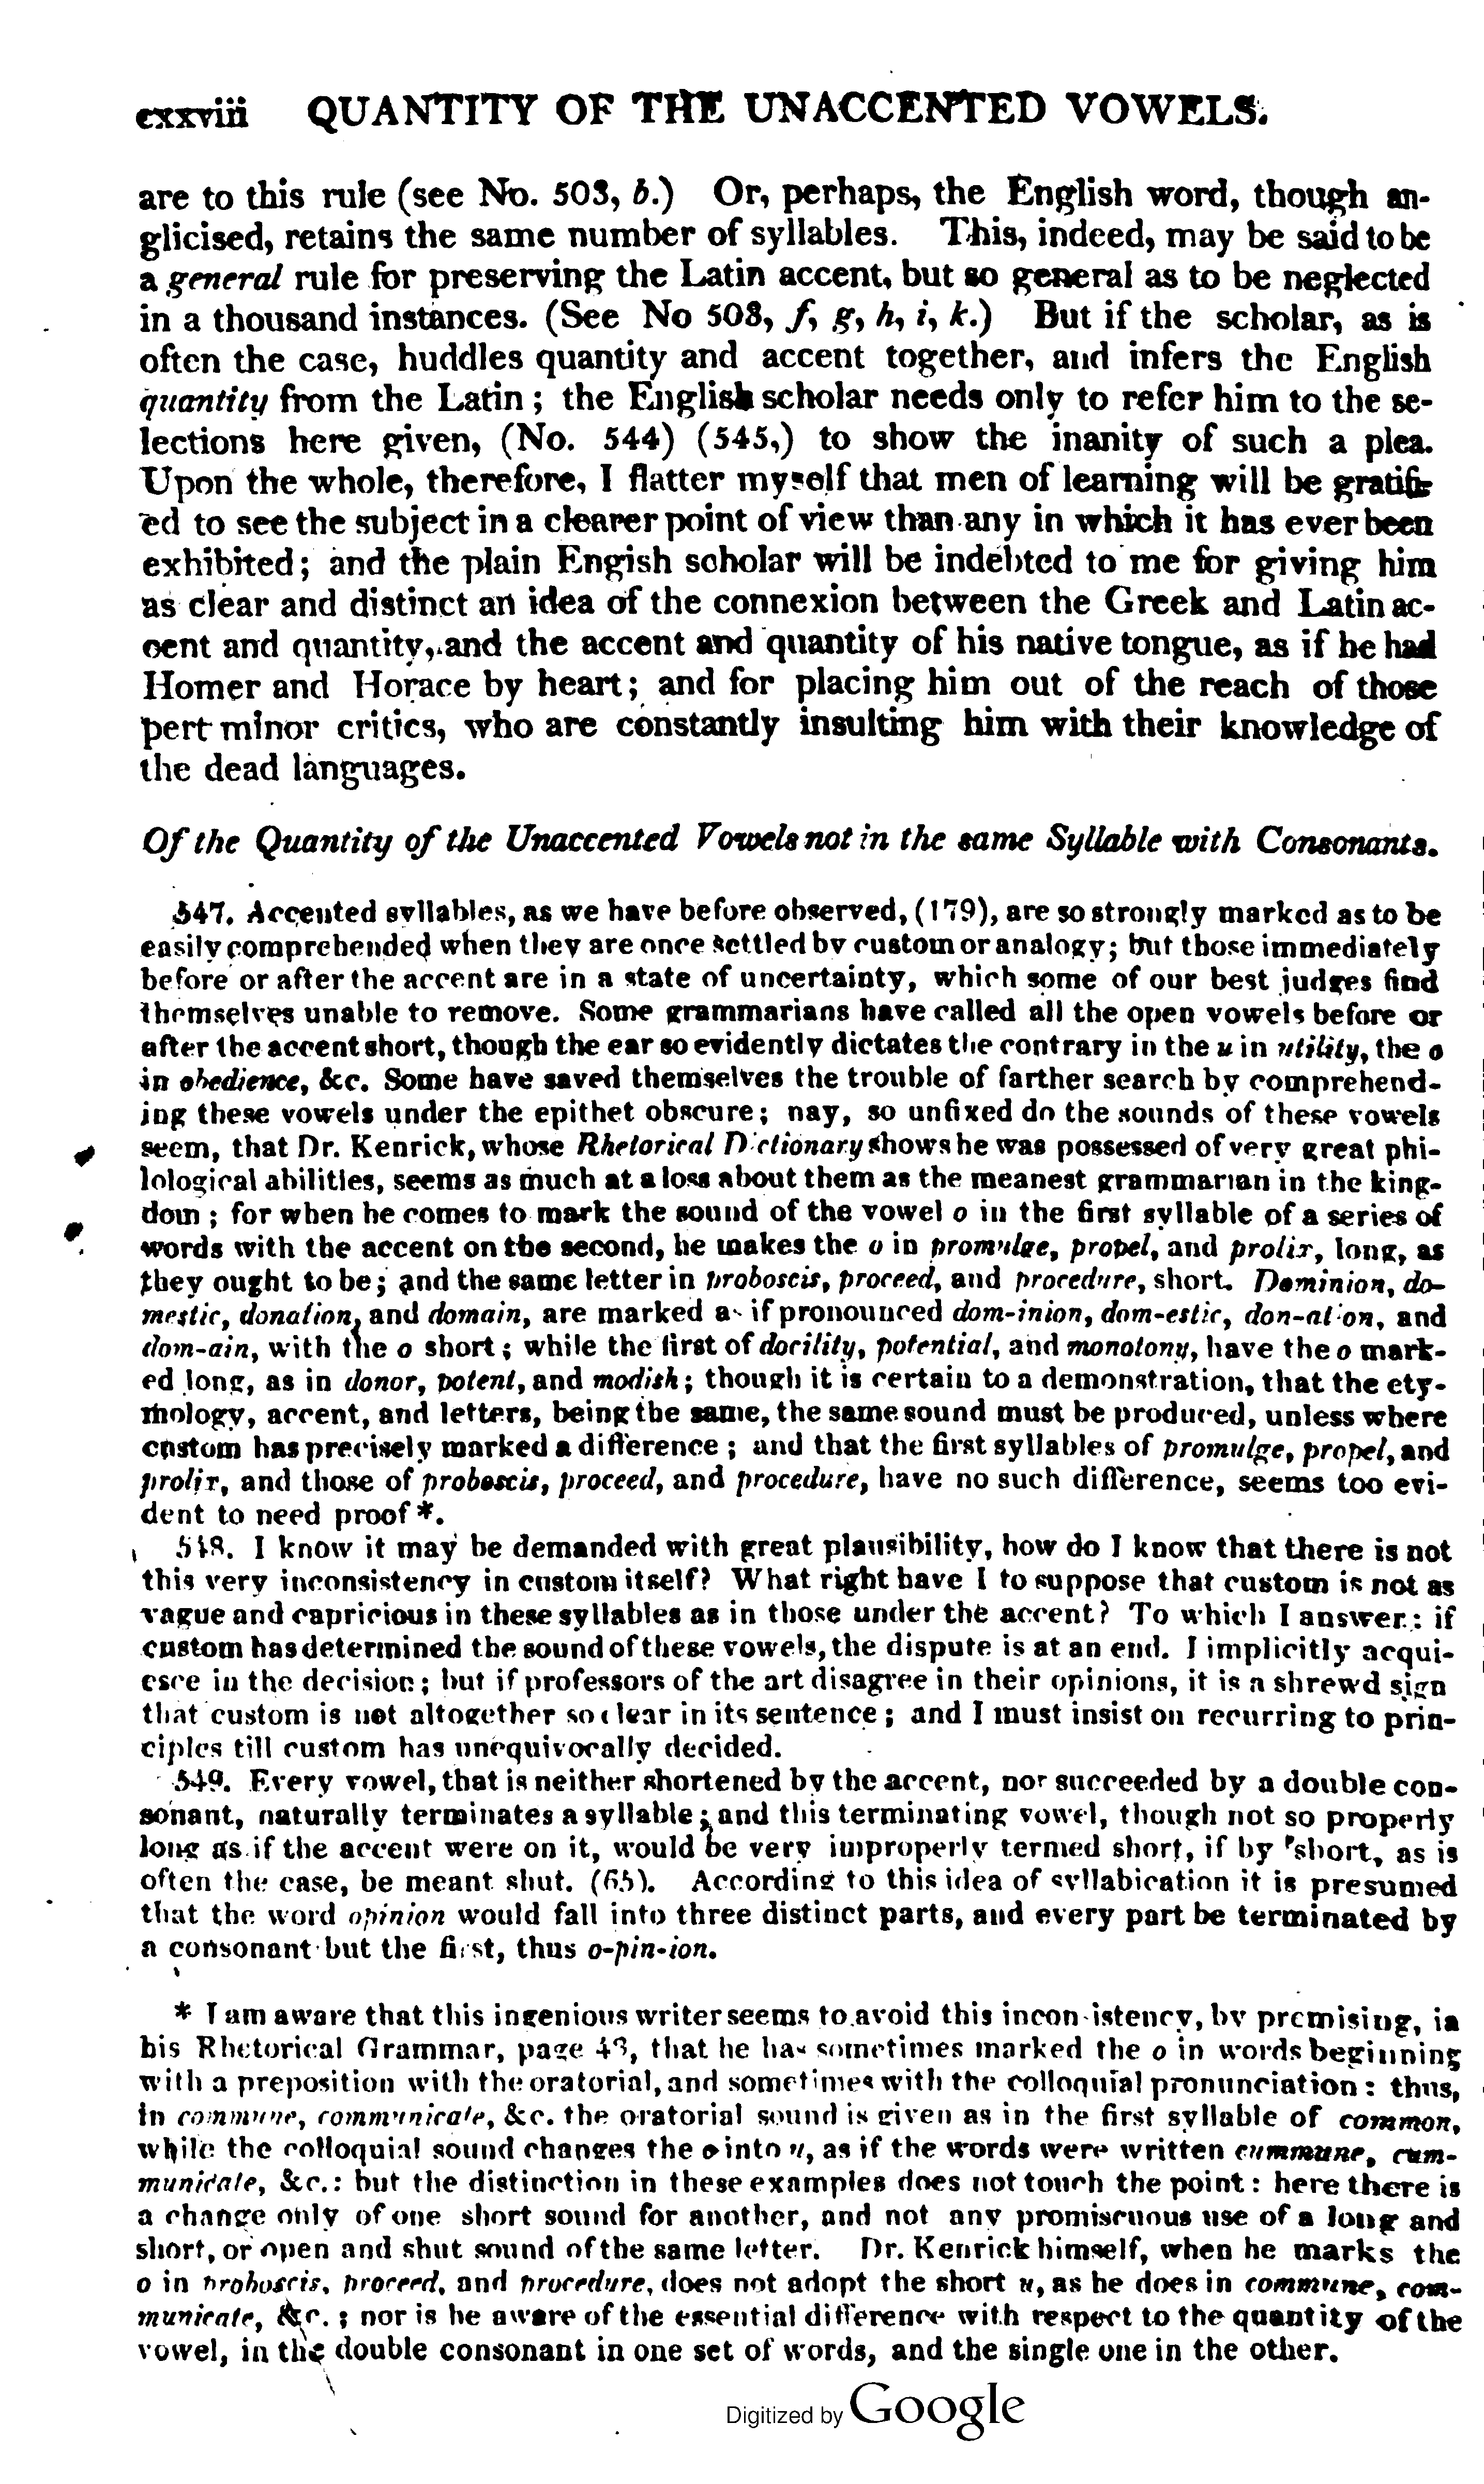 cxxviii QUANTITY OF THE UNACCENTED VOWELS.
are to this rule (see No. 503, b.) Or, perhaps, the English word, though an-
glicised, retains the same number of syllables. This, indeed, may be said to be
a general rule for preserving the Latin accent, but so general as to be neglected
in a thousand instances. (See No 503, f, g, h, i, k.) But if the scholar, as is
often the case, huddles quantity and accent together, and infers the English
quantity from the Latin; the English scholar needs only to refer him to the se-
lections here given, (No. 544) (545,) to show the inanity of such a plea.
Upon the whole, therefore, I flatter myself that men of learning will be gratifi-
ed to see the subject in a clearer point of view than any in which it has ever been
exhibited; and the plain Engish scholar will be indebted to me for giving him
as clear and distinct an idea of the connexion between the Greek and Latin ac-
cent and quantity, and the accent and quantity of his native tongue, as if he had
Homer and Horace by heart; and for placing him out of the reach of those
pert minor critics, who are constantly insulting him with their knowledge of
the dead languages.
Of the Quantity of the Unaccented Vowels not in the same Syllable with Consonants.
547. Accented syllables, as we have before observed, (179), are so strongly marked as to be
easily comprehended when they are once settled by custom or analogy; but those immediately
before or after the accent are in a state of uncertainty, which some of our best judges find
themselves unable to remove. Some grammarians have called all the open vowels before or
after the accent short, though the ear so evidently dictates the contrary in the u in utility, the o
in obedience, &c. Some have saved themselves the trouble of farther search by comprehend-
ing these vowels under the epithet obscure; nay, so unfixed do the sounds of these vowels
seem, that Dr. Kenrick, whose Rhetorical Dictionary shows he was possessed of very great phi-
lological abilities, seems as much at a loss about them as the meanest grammarian in the king-
dom; for when he comes to mark the sound of the vowel o in the first syllable of a series of
words with the accent on the second, he makes the o in promulge, propel, and prolix, long, as
they ought to be; and the same letter in proboscis, proceed, and procedure, short. Dominion, do-
mestic, donation, and domain, are marked as if pronounced dom-inion, dom-estic, don-ation, and
dom-ain, with the o short; while the first of docility, potential, and monotony, have the o mark-
ed long, as in donor, potent, and modish; though it is certain to a demonstration, that the ety-
mology, accent, and letters, being the same, the same sound must be produced, unless where
custom has precisely marked a difference; and that the first syllables of promulge, propel, and
prolix, and those of proboscis, proceed, and procedure, have no such difference, seems too evi-
dent to need proof*.
548. I know it may be demanded with great plausibility, how do I know that there is not
this very inconsistency in custom itself? What right have I to suppose that custom is not as
vague and capricious in these syllables as in those under the accent? To which I answer: if
custom has determined the sound of these vowels, the dispute is at an end. I implicitly acqui-
esce in the decision; but if professors of the art disagree in their opinions, it is a shrewd sign
that custom is not altogether so clear in its sentence; and I must insist on recurring to prin-
ciples till custom has unequivocally decided.
549. Every vowel, that is neither shortened by the accent, nor succeeded by a double con-
sonant, naturally terminates a syllable; and this terminating vowel, though not so properly
long as if the accent were on it, would be very improperly termed short, if by short, as is
often the case, be meant shut. (65). According to this idea of syllabication it is presumed
that the word opinion would fall into three distinct parts, and every part be terminated by
a consonant but the first, thus o-pin-ion.
* I am aware that this ingenious writer seems to avoid this inconsistency, by premising, in
his Rhetorical Grammar, page 43, that he has sometimes marked the o in words beginning
with a preposition with the oratorial, and sometimes with the colloquial pronunciation: thus,
in commune, communicate, &c. the oratorial sound is given as in the first syllable of common,
while the colloquial sound changes the o into u, as if the words were written cummune, cum-
municate, &c.: but the distinction in these examples does not touch the point: here there is
a change only of one short sound for another, and not any promiscuous use of a long and
short, or open and shut sound of the same letter. Dr. Kenrick himself, when he marks the
o in proboscis, proceed, and procedure, does not adopt the short u, as he does in commune, com-
municate, &c.; nor is he aware of the essential difference with respect to the quantity of the
vowel, in the double consonant in one set of words, and the single one in the other.
Digitized by Google